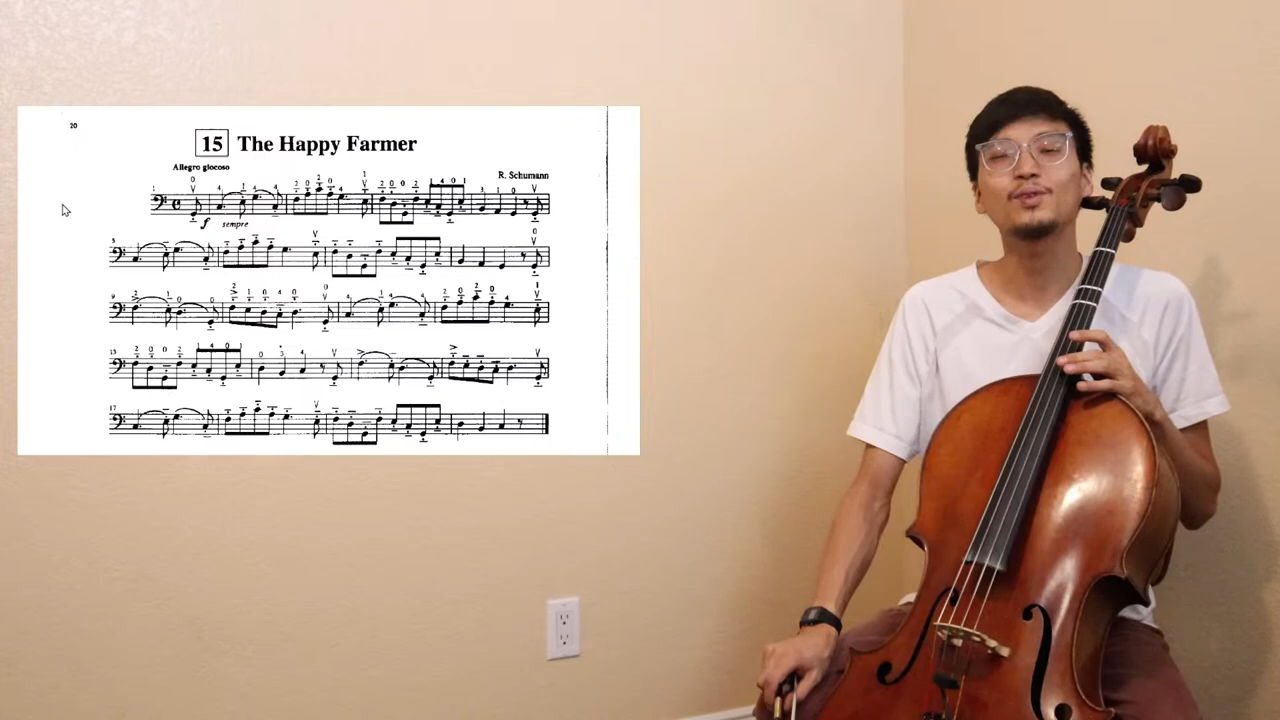 20
15 The Happy Farmer
Allegro giocoso
R. Schumann
f sempre